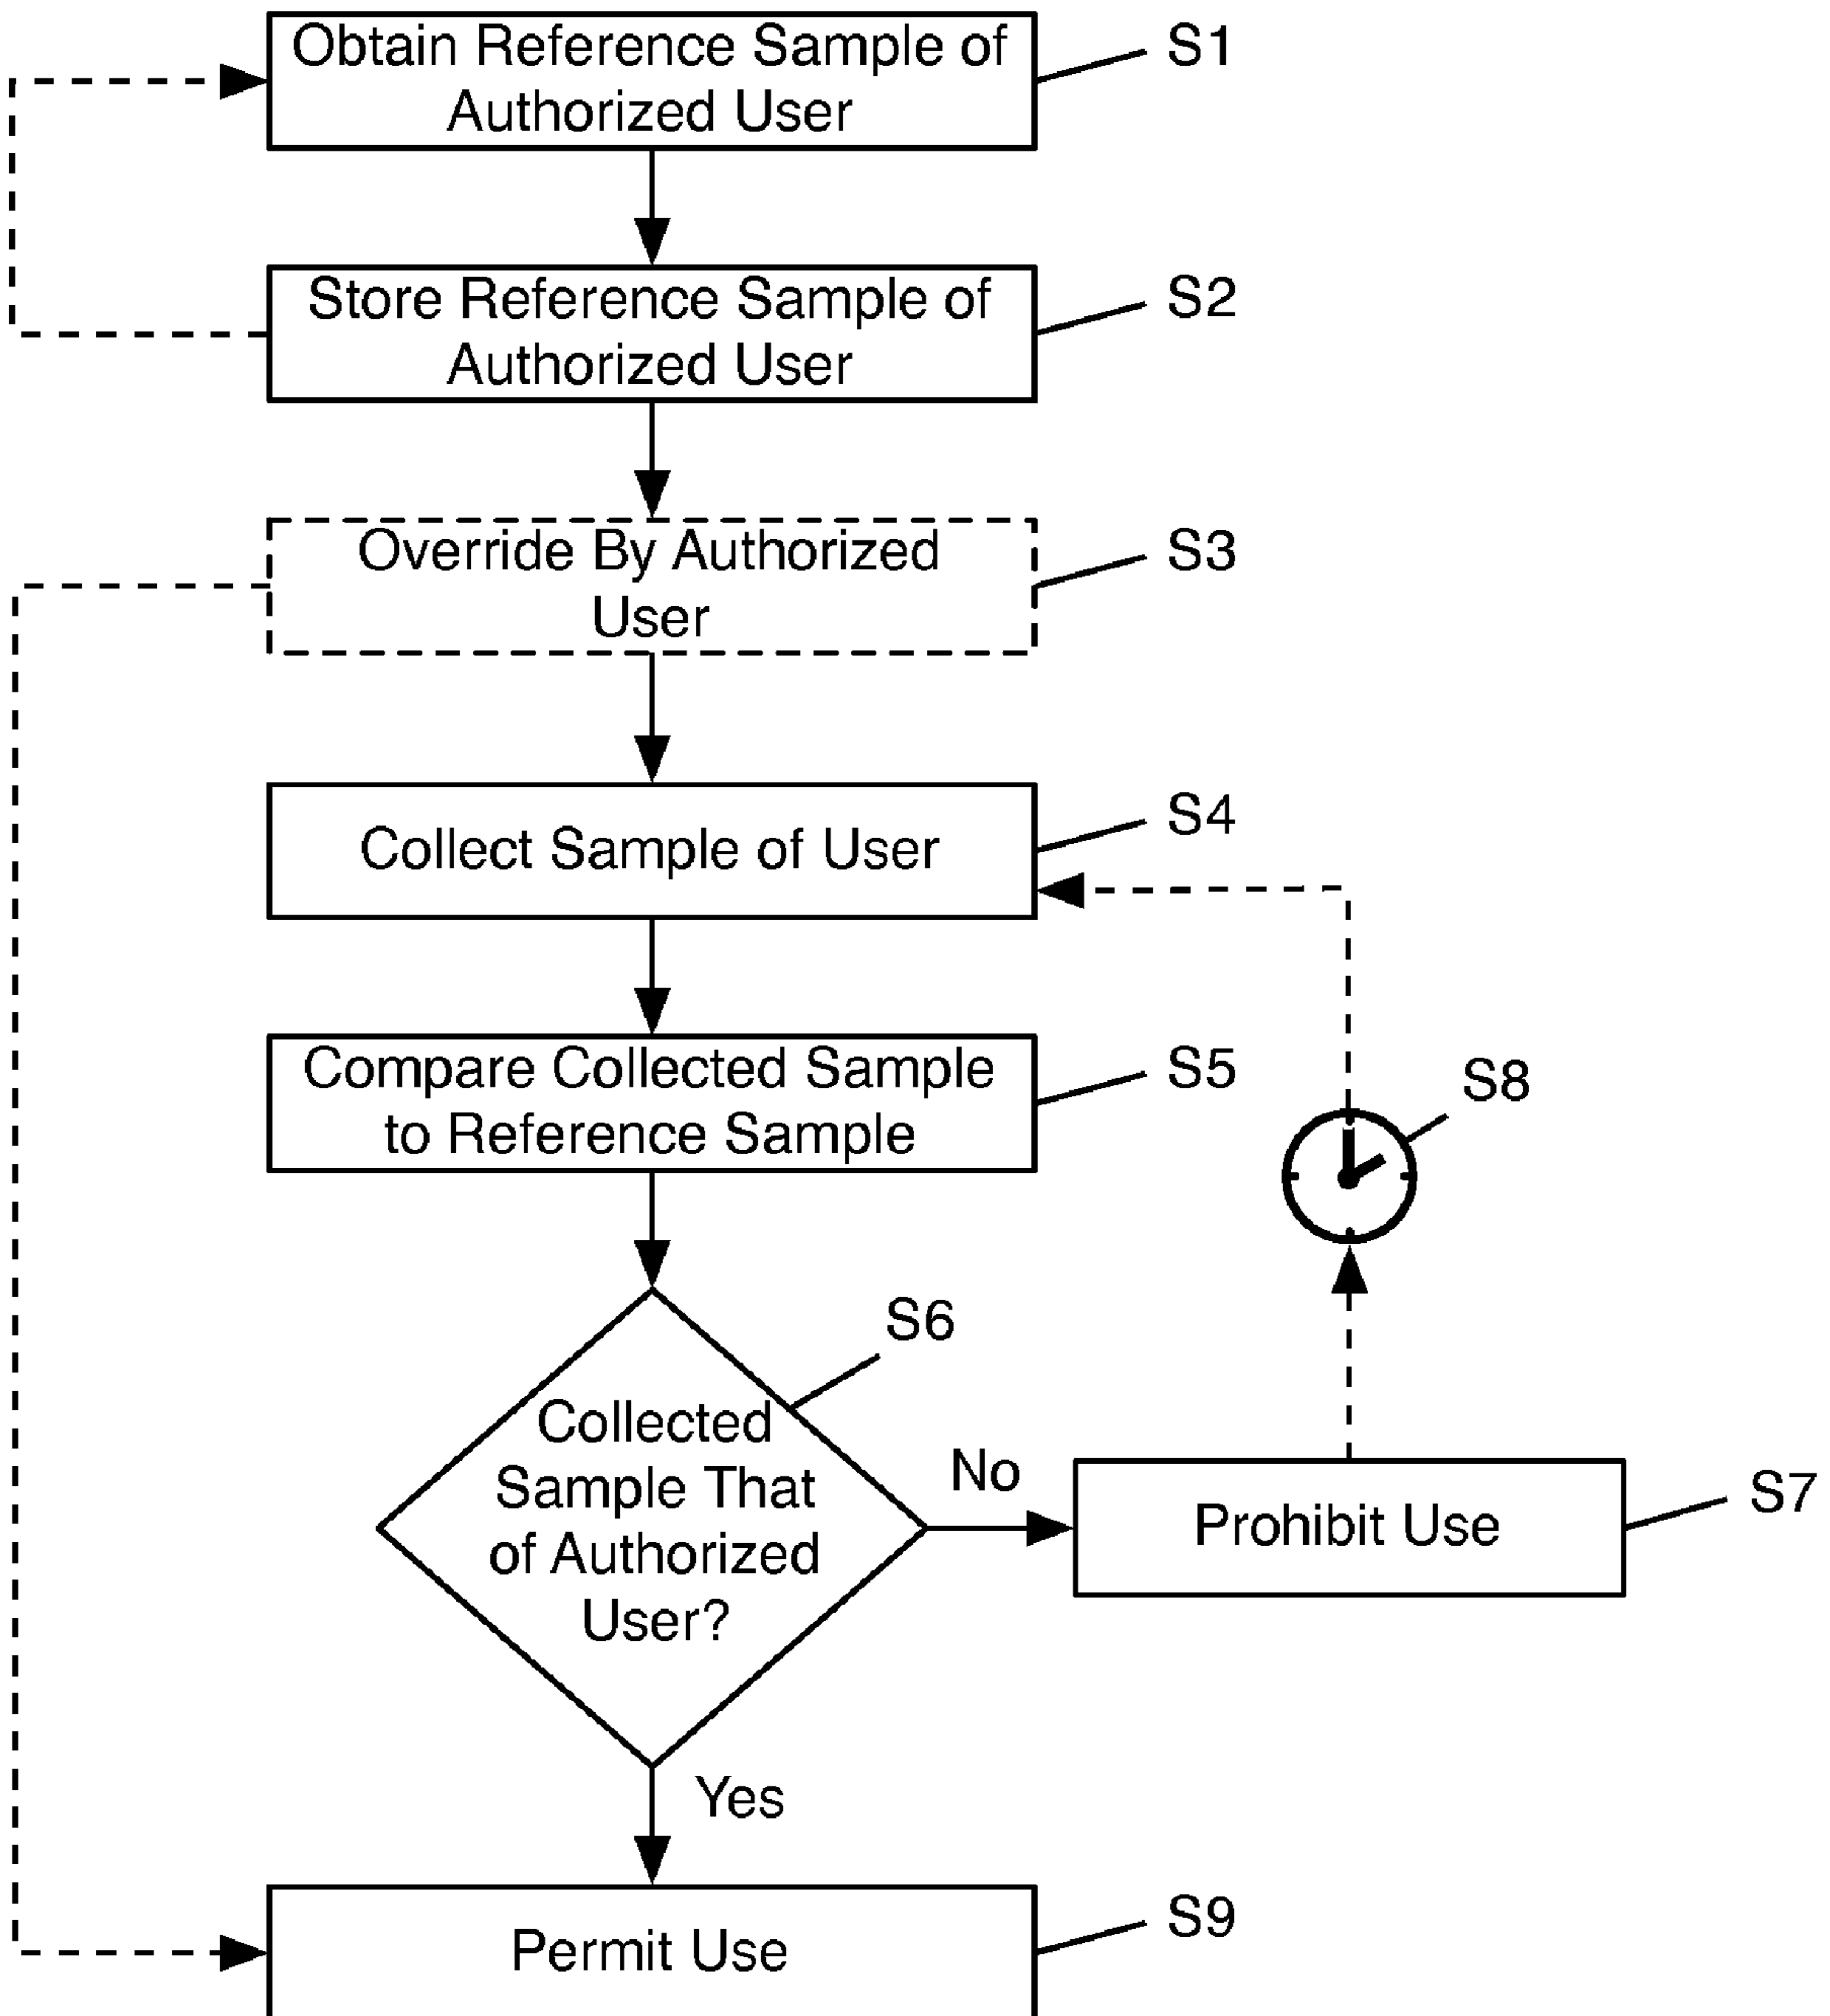 Obtain Reference Sample of
Authorized User
S1
Store Reference Sample of
Authorized User
S2
Override By Authorized
User
S3
Collect Sample of User
S4
Compare Collected Sample
to Reference Sample
S5
S8
S6
Collected
Sample That
of Authorized
User?
No
Prohibit Use
S7
Yes
Permit Use
S9